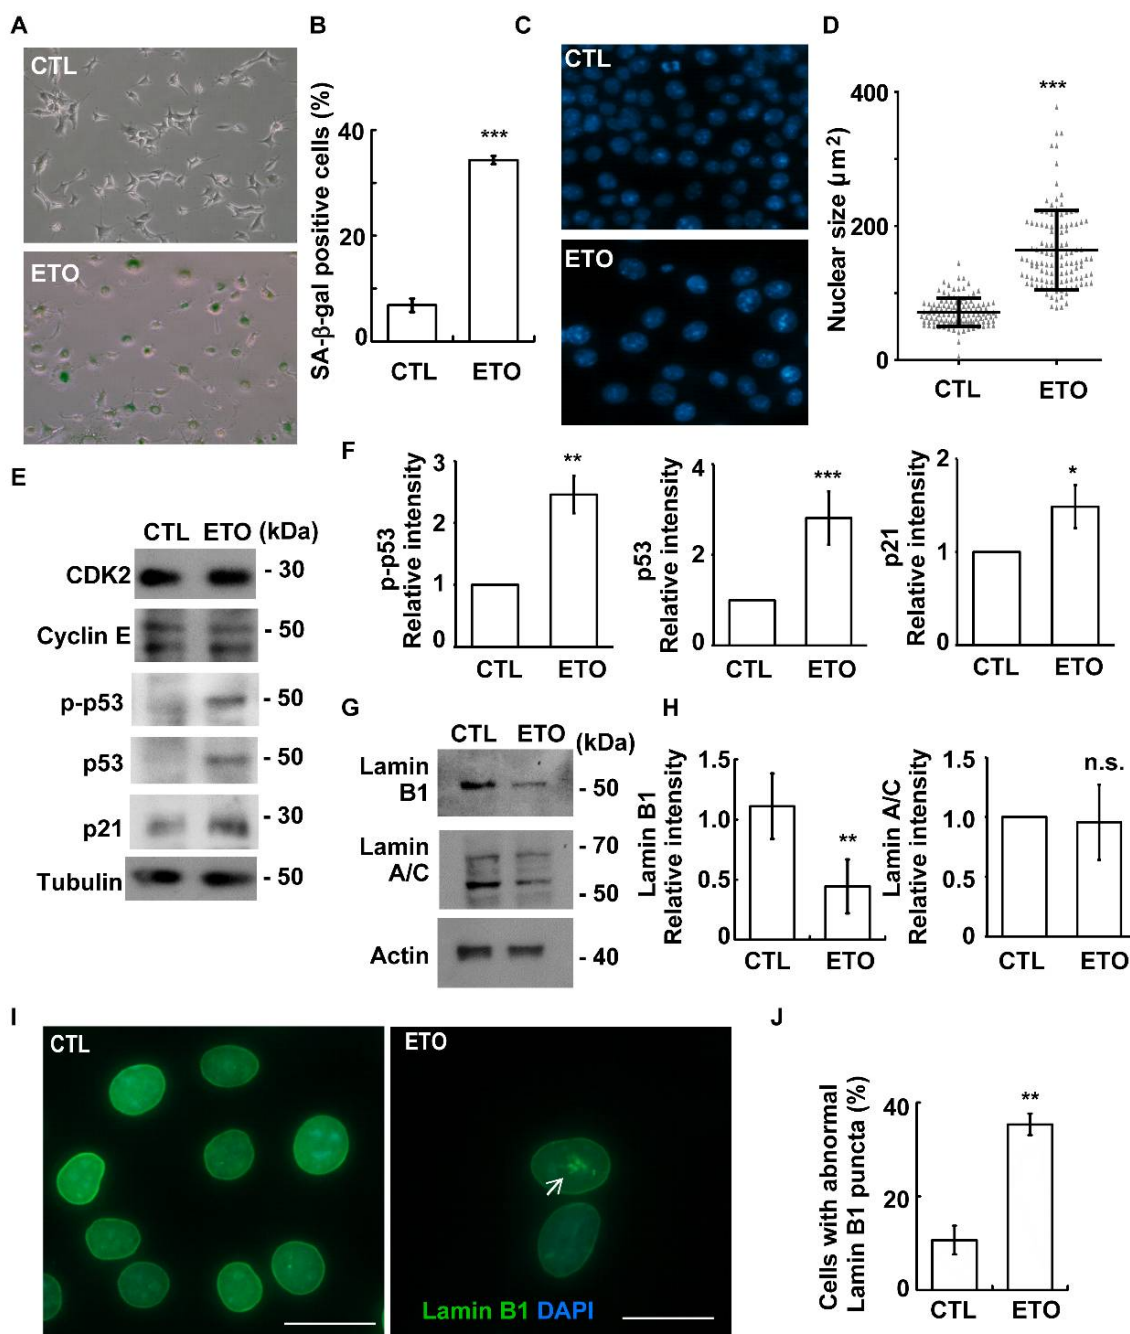 A
CTL
ETO
B
SA-β-gal positive cells (%)
40
20
0
***
CTL
ETO
C
CTL
ETO
D
Nuclear size (µm²)
400
200
0
***
CTL
ETO
E
CTL ETO (kDa)
CDK2 - 30
Cyclin E - 50
p-p53 - 50
p53 - 50
p21 - 30
Tubulin - 50
F
p-p53
Relative intensity
3
2
1
0
**
CTL
ETO
p53
Relative intensity
4
2
0
***
CTL
ETO
p21
Relative intensity
2
1
0
*
CTL
ETO
G
CTL ETO (kDa)
Lamin
B1
- 50
Lamin
A/C
- 70
- 50
Actin - 40
H
Lamin B1
Relative intensity
1.5
1.0
0.5
0
**
CTL
ETO
Lamin A/C
Relative intensity
1.5
1.0
0.5
0
n.s.
CTL
ETO
I
CTL
ETO
Lamin B1 DAPI
J
Cells with abnormal
Lamin B1 puncta (%)
40
20
0
**
CTL
ETO